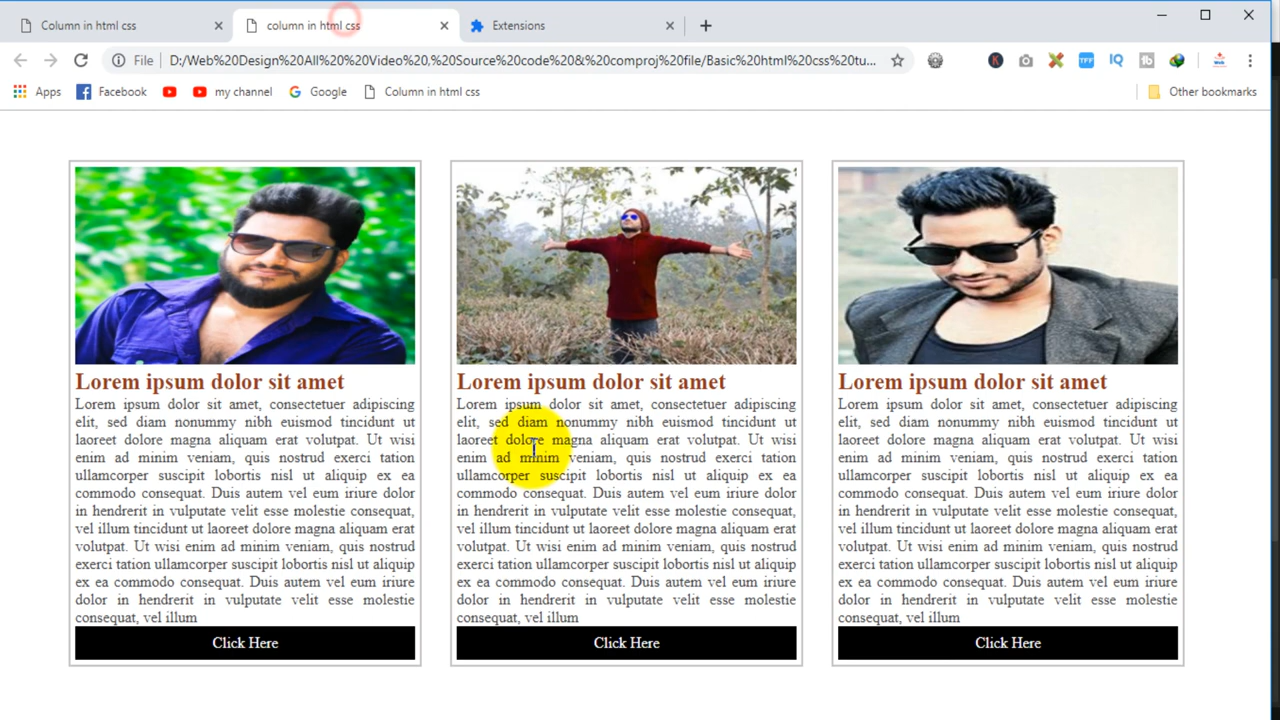 Column in html css
column in html css
Extensions
File
D:/Web%20Design%20All%20%20Video%20,%20Source%20code%20&%20comproj%20file/Basic%20html%20css%20tu...
Apps
Facebook
my channel
Google
Column in html css
Other bookmarks
Lorem ipsum dolor sit amet
Lorem ipsum dolor sit amet, consectetuer adipiscing
elit, sed diam nonummy nibh euismod tincidunt ut
laoreet dolore magna aliquam erat volutpat. Ut wisi
enim ad minim veniam, quis nostrud exerci tation
ullamcorper suscipit lobortis nisl ut aliquip ex ea
commodo consequat. Duis autem vel eum iriure dolor
in hendrerit in vulputate velit esse molestie consequat,
vel illum tincidunt ut laoreet dolore magna aliquam erat
volutpat. Ut wisi enim ad minim veniam, quis nostrud
exerci tation ullamcorper suscipit lobortis nisl ut aliquip
ex ea commodo consequat. Duis autem vel eum iriure
dolor in hendrerit in vulputate velit esse molestie
consequat, vel illum
Click Here
Lorem ipsum dolor sit amet
Lorem ipsum dolor sit amet, consectetuer adipiscing
elit, sed diam nonummy nibh euismod tincidunt ut
laoreet dolore magna aliquam erat volutpat. Ut wisi
enim ad minim veniam, quis nostrud exerci tation
ullamcorper suscipit lobortis nisl ut aliquip ex ea
commodo consequat. Duis autem vel eum iriure dolor
in hendrerit in vulputate velit esse molestie consequat,
vel illum tincidunt ut laoreet dolore magna aliquam erat
volutpat. Ut wisi enim ad minim veniam, quis nostrud
exerci tation ullamcorper suscipit lobortis nisl ut aliquip
ex ea commodo consequat. Duis autem vel eum iriure
dolor in hendrerit in vulputate velit esse molestie
consequat, vel illum
Click Here
Lorem ipsum dolor sit amet
Lorem ipsum dolor sit amet, consectetuer adipiscing
elit, sed diam nonummy nibh euismod tincidunt ut
laoreet dolore magna aliquam erat volutpat. Ut wisi
enim ad minim veniam, quis nostrud exerci tation
ullamcorper suscipit lobortis nisl ut aliquip ex ea
commodo consequat. Duis autem vel eum iriure dolor
in hendrerit in vulputate velit esse molestie consequat,
vel illum tincidunt ut laoreet dolore magna aliquam erat
volutpat. Ut wisi enim ad minim veniam, quis nostrud
exerci tation ullamcorper suscipit lobortis nisl ut aliquip
ex ea commodo consequat. Duis autem vel eum iriure
dolor in hendrerit in vulputate velit esse molestie
consequat, vel illum
Click Here